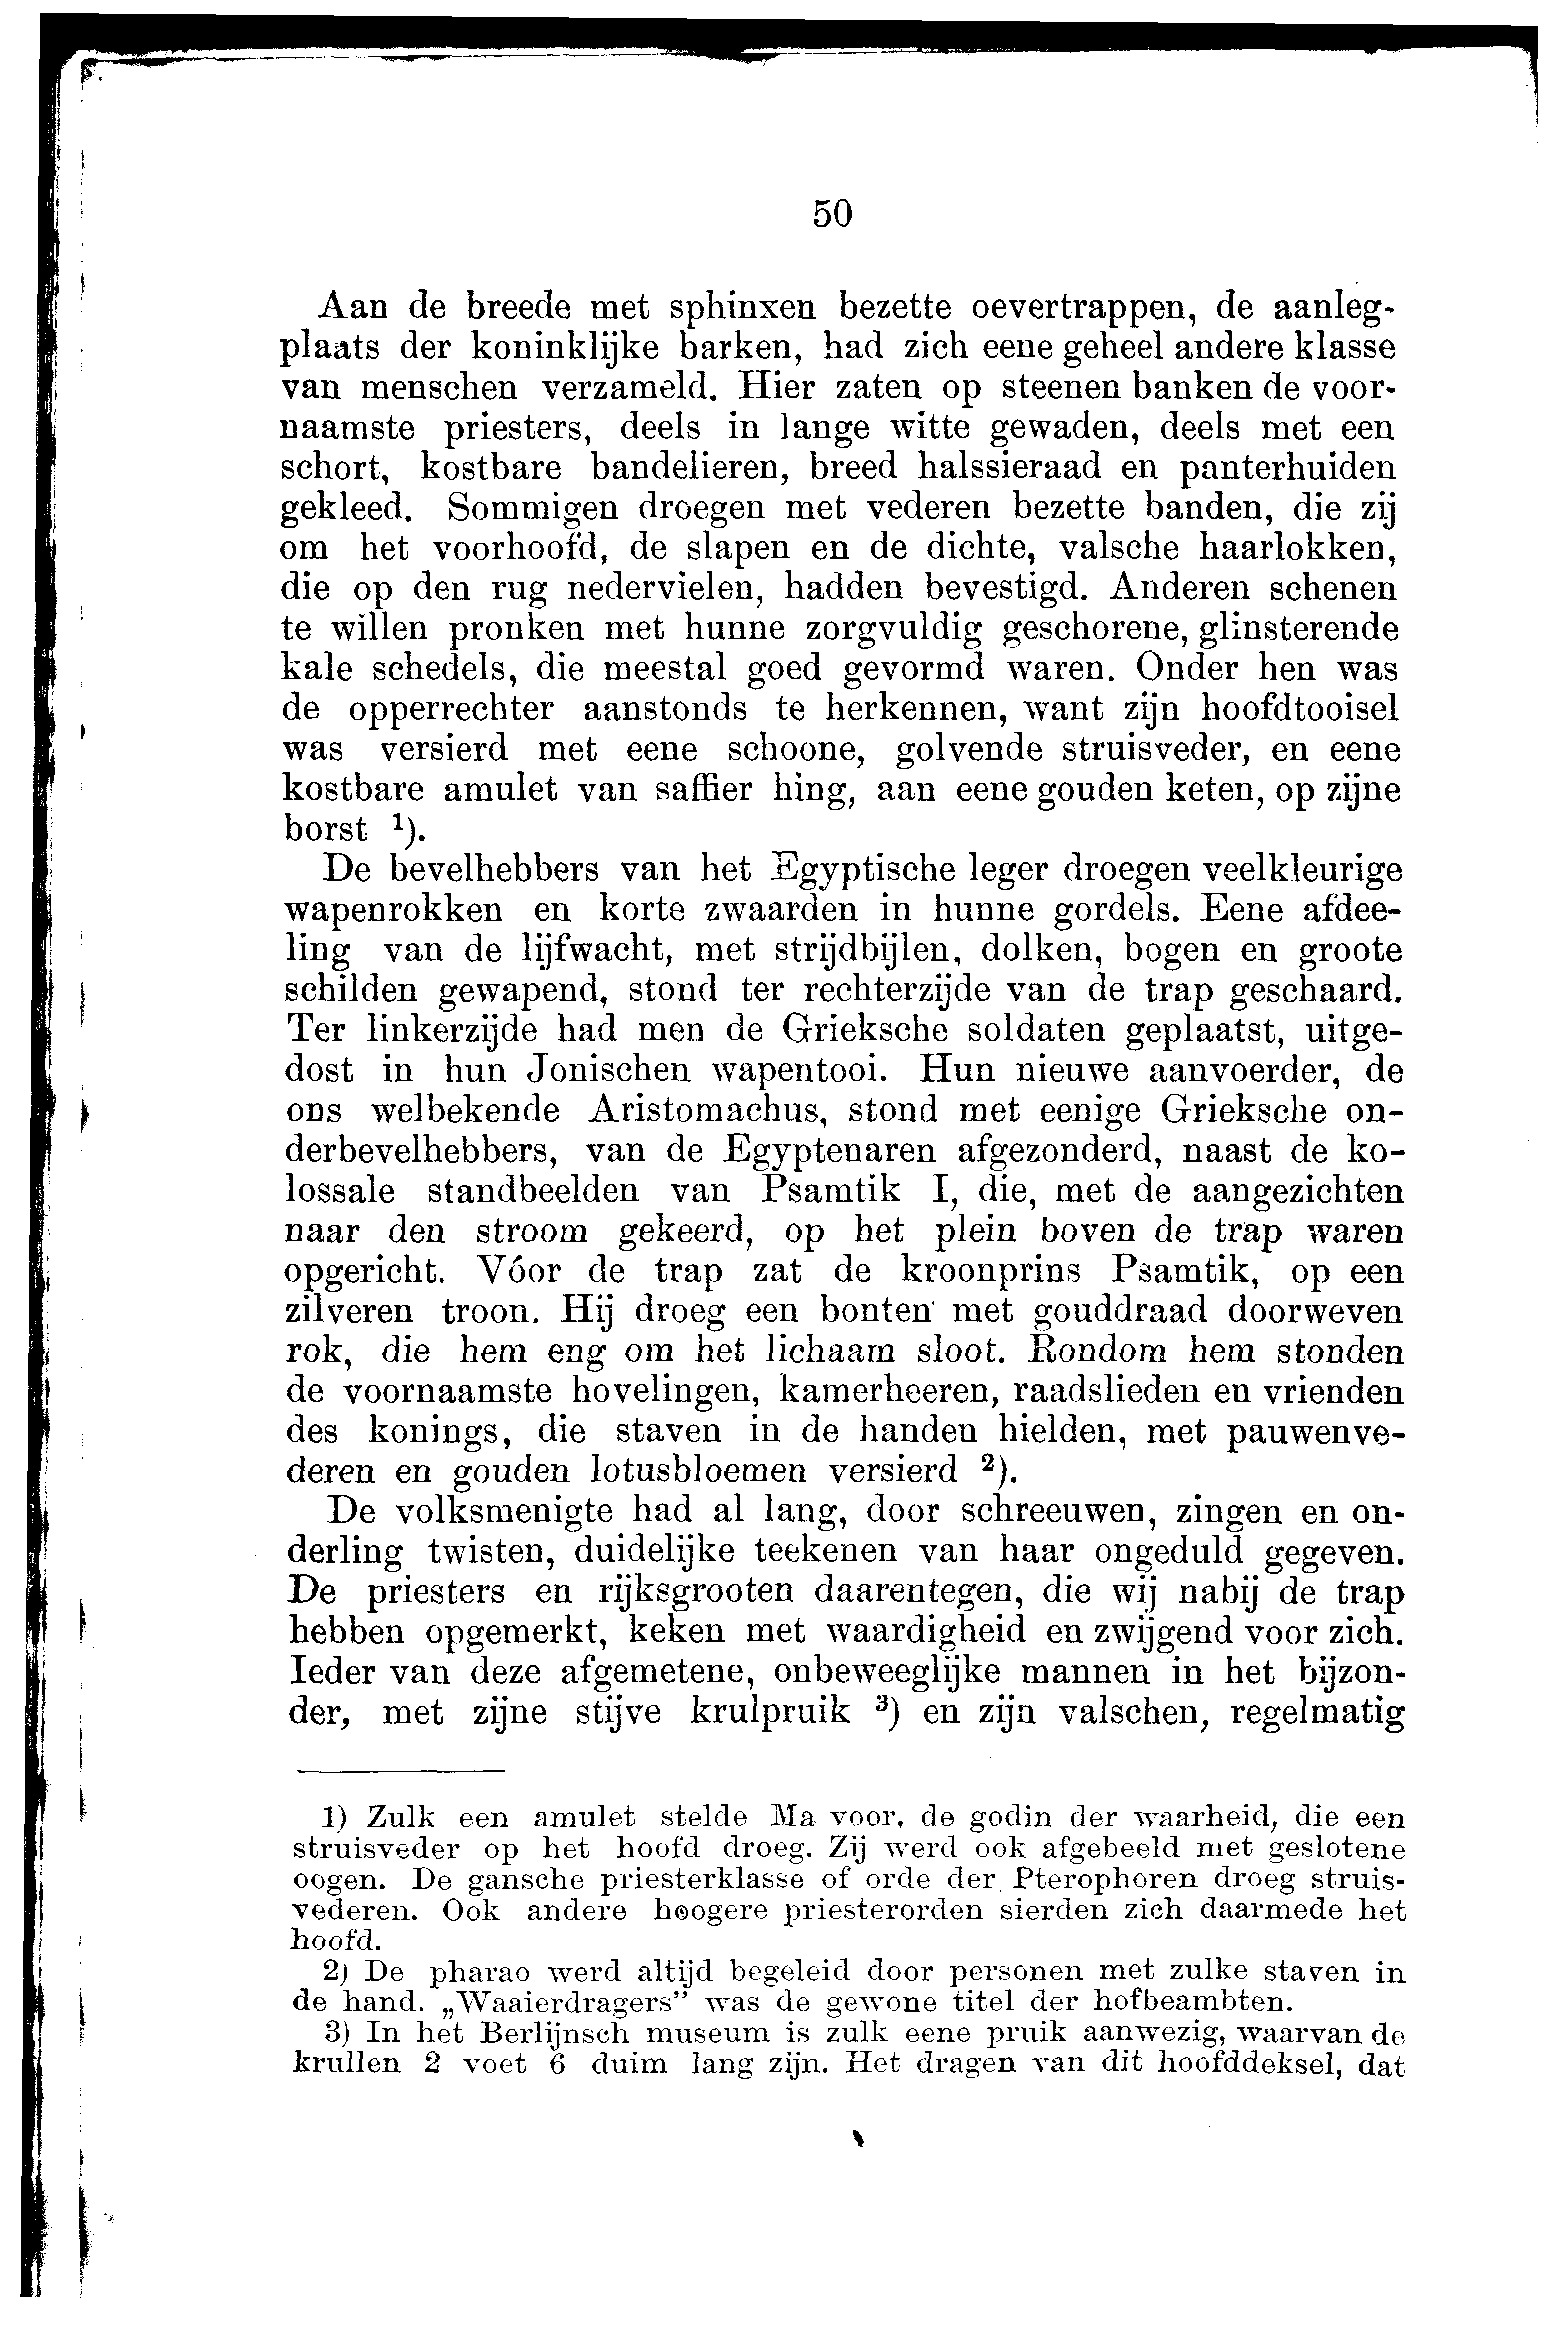 50
Aan de breede met sphinxen bezette oevertrappen, de aanleg-
plaats der koninklijke barken, had zich eene geheel andere klasse
van menschen verzameld. Hier zaten op steenen banken de voor-
naamste priesters, deels in lange witte gewaden, deels met een
schort, kostbare bandelieren, breed halssieraad en panterhuiden
gekleed. Sommigen droegen met vederen bezette banden, die zij
om het voorhoofd, de slapen en de dichte, valsche haarlokken,
die op den rug nedervielen, hadden bevestigd. Anderen schenen
te willen pronken met hunne zorgvuldig geschorene, glinsterende
kale schedels, die meestal goed gevormd waren. Onder hen was
de opperrechter aanstonds te herkennen, want zijn hoofdtooisel
was versierd met eene schoone, golvende struisveder, en eene
kostbare amulet van saffier hing, aan eene gouden keten, op zijne
borst ¹).
De bevelhebbers van het Egyptische leger droegen veelkleurige
wapenrokken en korte zwaarden in hunne gordels. Eene afdee-
ling van de lijfwacht, met strijdbijlen, dolken, bogen en groote
schilden gewapend, stond ter rechterzijde van de trap geschaard.
Ter linkerzijde had men de Grieksche soldaten geplaatst, uitge-
dost in hun Jonischen wapentooi. Hun nieuwe aanvoerder, de
ons welbekende Aristomachus, stond met eenige Grieksche on-
derbevelhebbers, van de Egyptenaren afgezonderd, naast de ko-
lossale standbeelden van Psamtik I, die, met de aangezichten
naar den stroom gekeerd, op het plein boven de trap waren
opgericht. Vóor de trap zat de kroonprins Psamtik, op een
zilveren troon. Hij droeg een bonten met gouddraad doorweven
rok, die hem eng om het lichaam sloot. Rondom hem stonden
de voornaamste hovelingen, kamerheeren, raadslieden en vrienden
des konings, die staven in de handen hielden, met pauwenve-
deren en gouden lotusbloemen versierd ²).
De volksmenigte had al lang, door schreeuwen, zingen en on-
derling twisten, duidelijke teekenen van haar ongeduld gegeven.
De priesters en rijksgrooten daarentegen, die wij nabij de trap
hebben opgemerkt, keken met waardigheid en zwijgend voor zich.
Ieder van deze afgemetene, onbeweeglijke mannen in het bijzon-
der, met zijne stijve krulpruik ³) en zijn valschen, regelmatig
1) Zulk een amulet stelde Ma voor, de godin der waarheid, die een
struisveder op het hoofd droeg. Zij werd ook afgebeeld met geslotene
oogen. De gansche priesterklasse of orde der Pterophoren droeg struis-
vederen. Ook andere hoogere priesterorden sierden zich daarmede het
hoofd.
2) De pharao werd altijd begeleid door personen met zulke staven in
de hand. „Waaierdragers” was de gewone titel der hofbeambten.
3) In het Berlijnsch museum is zulk eene pruik aanwezig, waarvan de
krullen 2 voet 6 duim lang zijn. Het dragen van dit hoofddeksel, dat